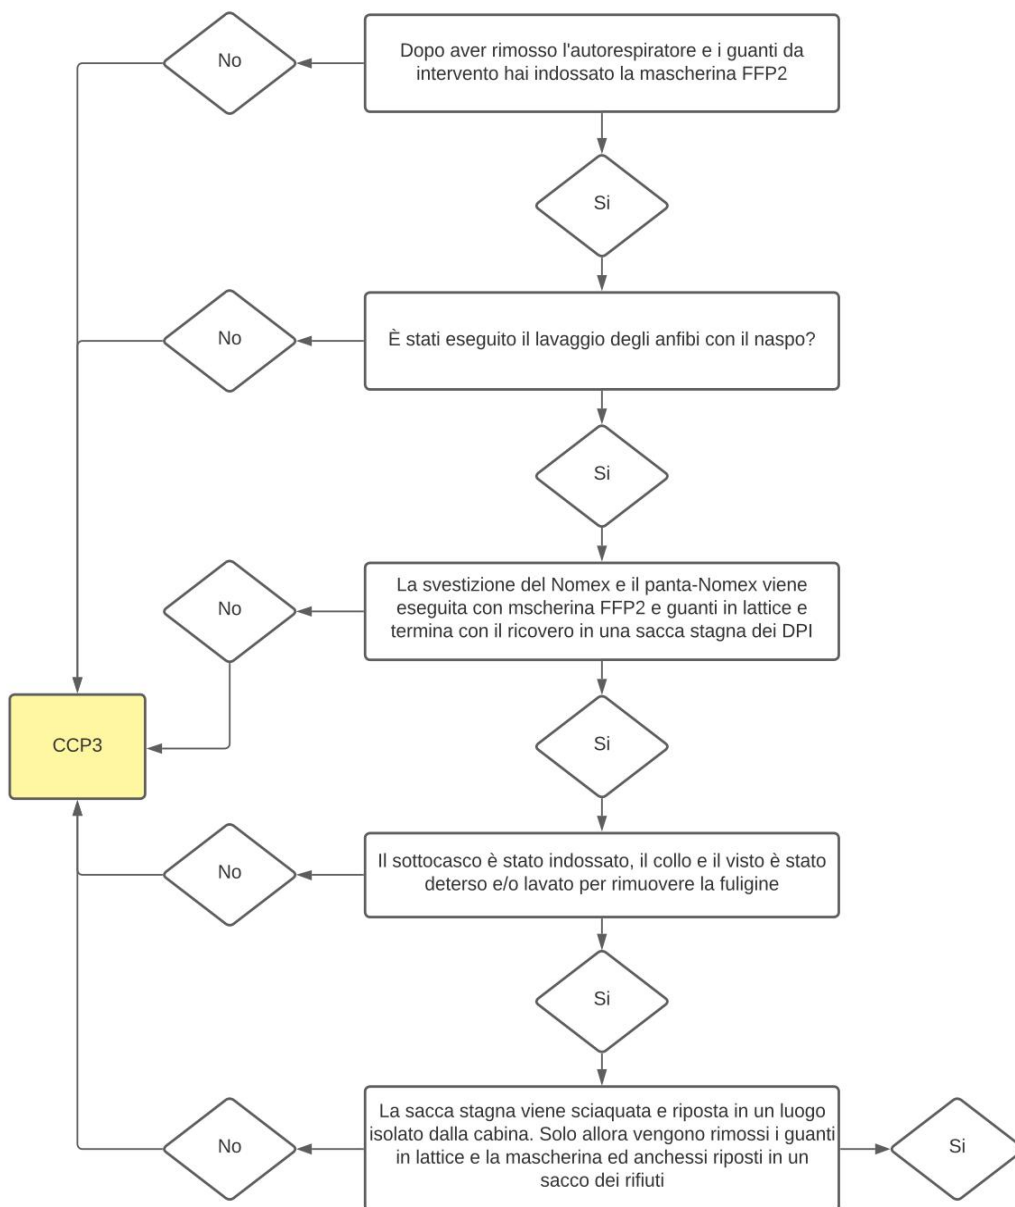 No
Dopo aver rimosso l'autorespiratore e i guanti da
intervento hai indossato la mascherina FFP2
Si
No
È stati eseguito il lavaggio degli anfibi con il naspo?
Si
No
La svestizione del Nomex e il panta-Nomex viene
eseguita con mscherina FFP2 e guanti in lattice e
termina con il ricovero in una sacca stagna dei DPI
CCP3
Si
No
Il sottocasco è stato indossato, il collo e il visto è stato
deterso e/o lavato per rimuovere la fuligine
Si
No
La sacca stagna viene sciaquata e riposta in un luogo
isolato dalla cabina. Solo allora vengono rimossi i guanti
in lattice e la mascherina ed anchessi riposti in un
sacco dei rifiuti
Si